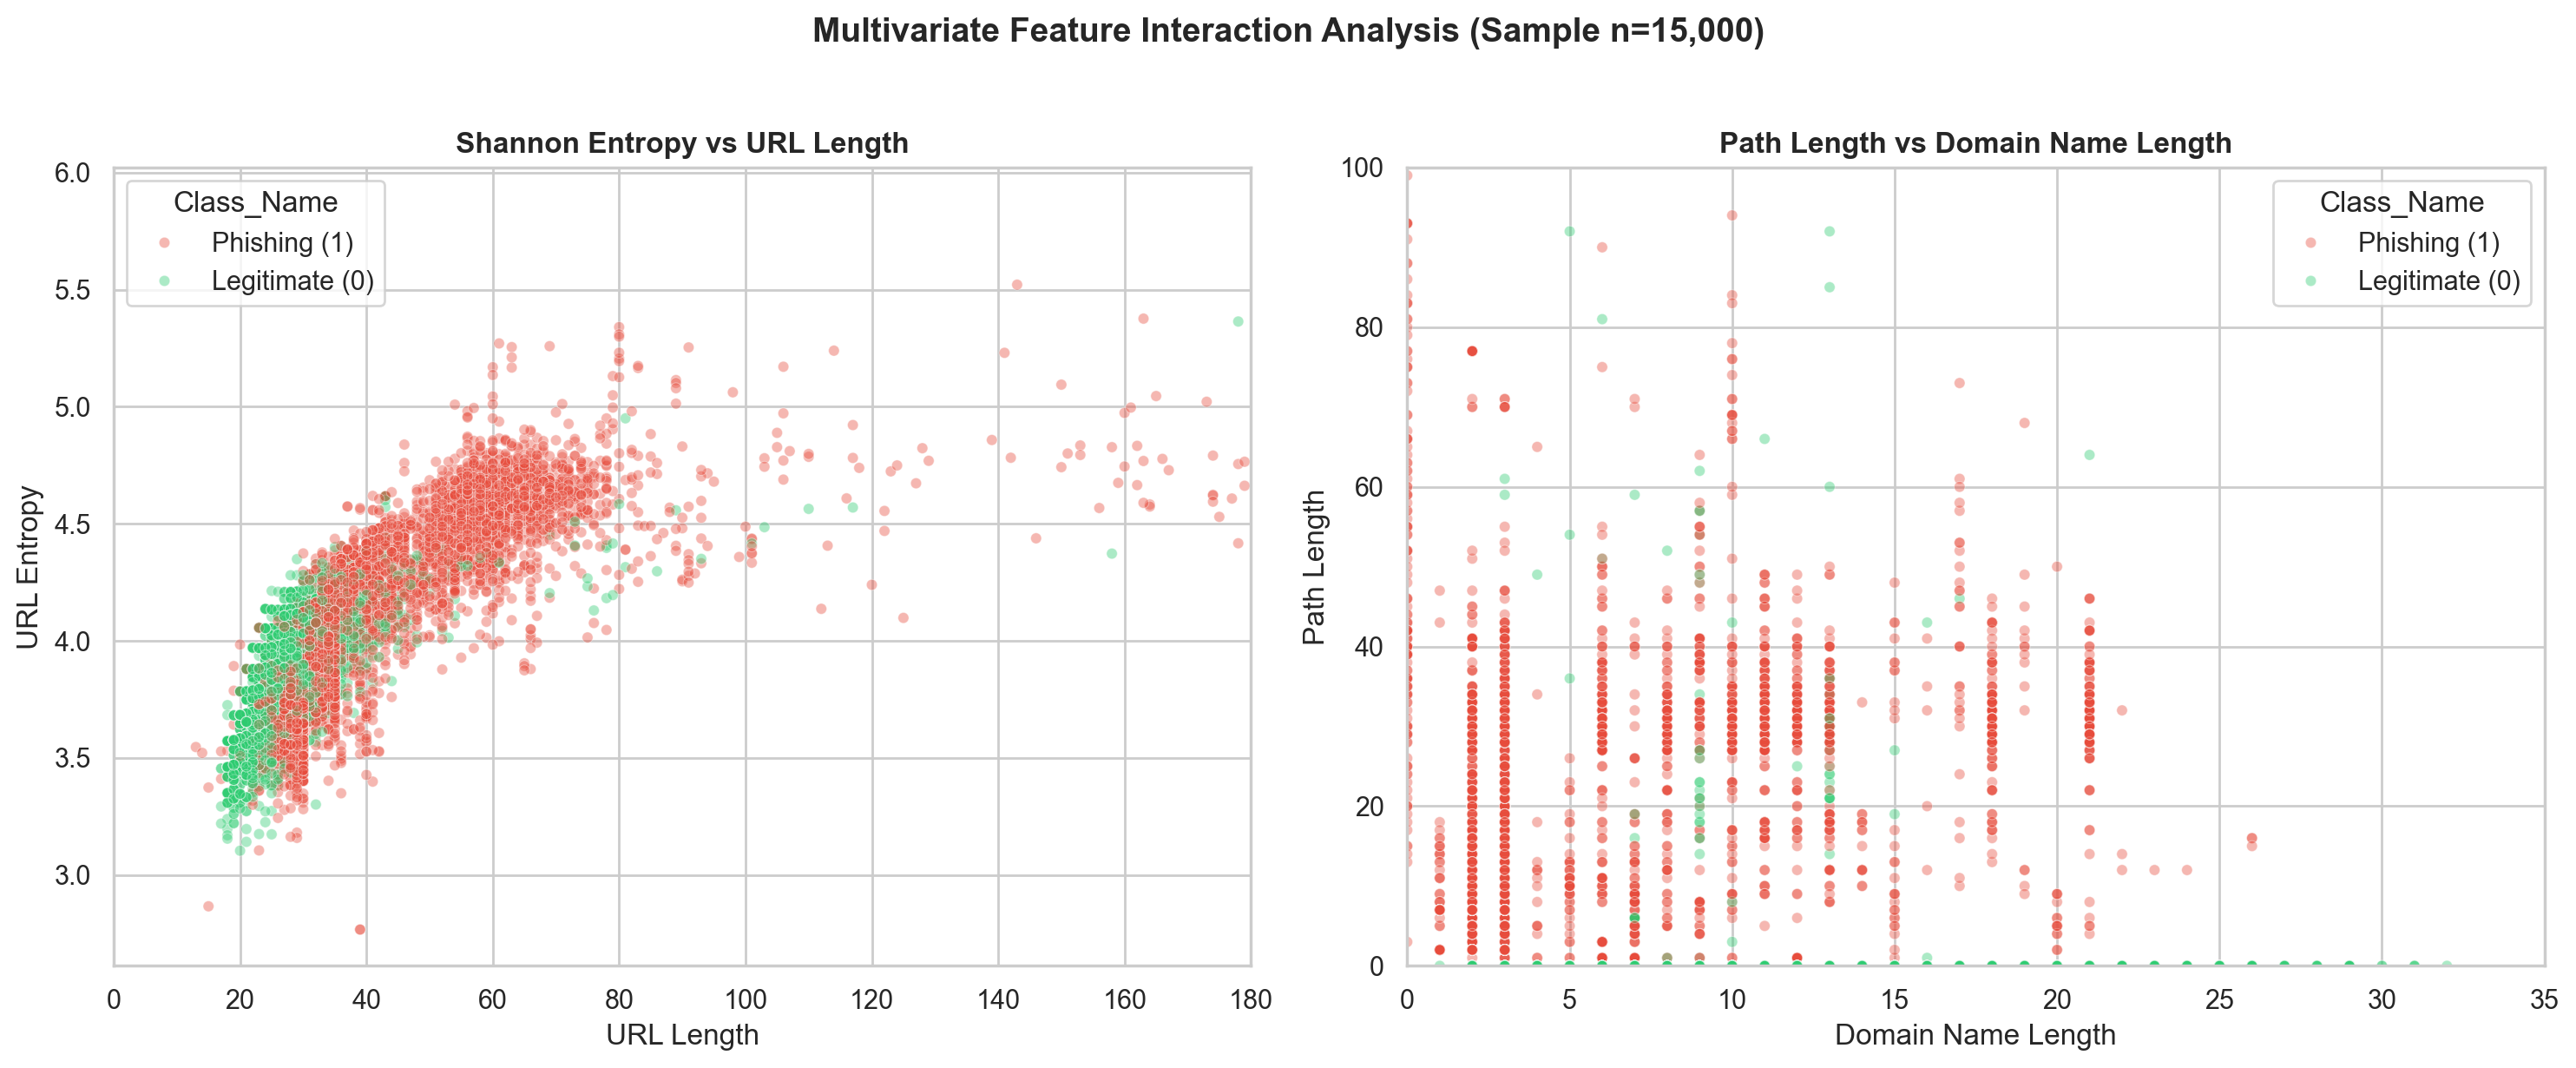 Multivariate Feature Interaction Analysis (Sample n=15,000)
Shannon Entropy vs URL Length
Class_Name
Phishing (1)
Legitimate (0)
6.0
5.5
5.0
4.5
4.0
3.5
3.0
URL Entropy
0 20 40 60 80 100 120 140 160 180
URL Length
Path Length vs Domain Name Length
Class_Name
Phishing (1)
Legitimate (0)
100
80
60
40
20
0
Path Length
0 5 10 15 20 25 30 35
Domain Name Length